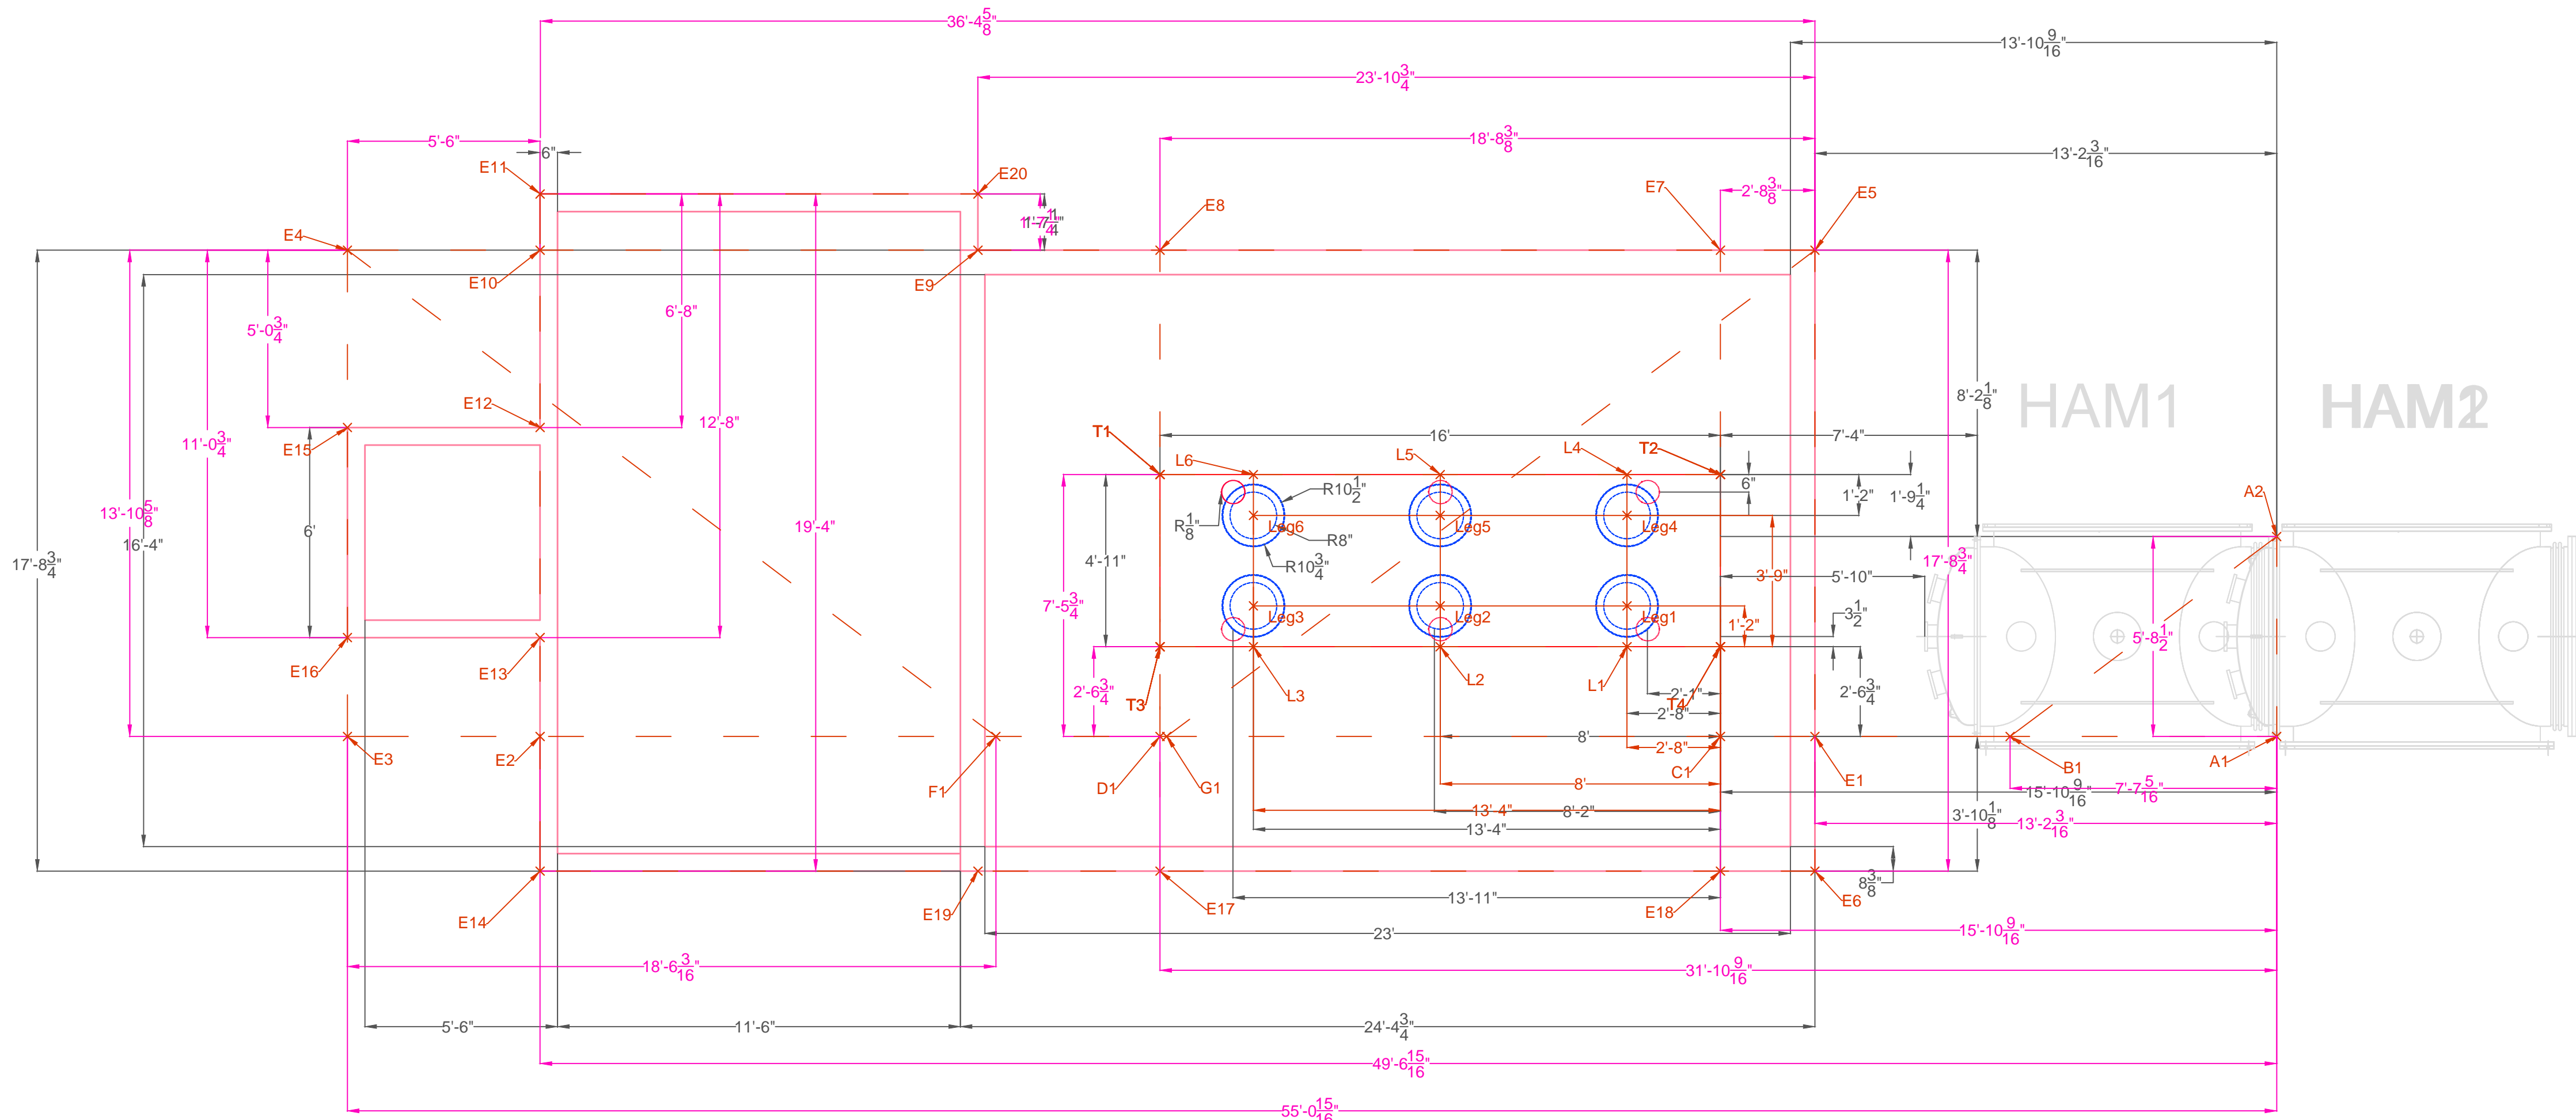 36'-4 5/8"
13'-10 9/16"
23'-10 3/4"
5'-6"
6"
18'-8 3/8"
13'-2 3/16"
E11
E20
E7
2'-8 3/8"
E5
E8
1'-7 1/4"
E4
E10
E9
5'-0 3/4"
6'-8"
8'-2 1/8"
HAM1
E12
12'-8"
11'-0 3/4"
E15
T1
16'
7'-4"
L6
L5
L4
T2
6"
1'-2"
1'-9 1/4"
A2
R10 1/2"
13'-10 5/8"
16'-4"
6'
19'-4"
R 1/8"
Leg6
Leg5
Leg4
R8"
17'-8 3/4"
4'-11"
R10 3/4"
17'-8 3/4"
3'-9"
5'-10"
7'-5 3/4"
Leg3
Leg2
Leg1
1'-2"
3 1/2"
5'-8 1/2"
E16
E13
2'-6 3/4"
L3
L2
L1
2'-1"
2'-6 3/4"
T3
T4
2'-8"
8'
2'-8"
E3
E2
F1
D1
G1
C1
E1
B1
A1
8'
7'-7 5/16"
15'-10 9/16"
13'-4"
8'-2"
3'-10 1/8"
13'-4"
13'-2 3/16"
8 3/8"
E14
E19
E17
13'-11"
E18
E6
23'
15'-10 9/16"
18'-6 3/16"
31'-10 9/16"
5'-6"
11'-6"
24'-4 3/4"
49'-6 15/16"
55'-0 15/16"